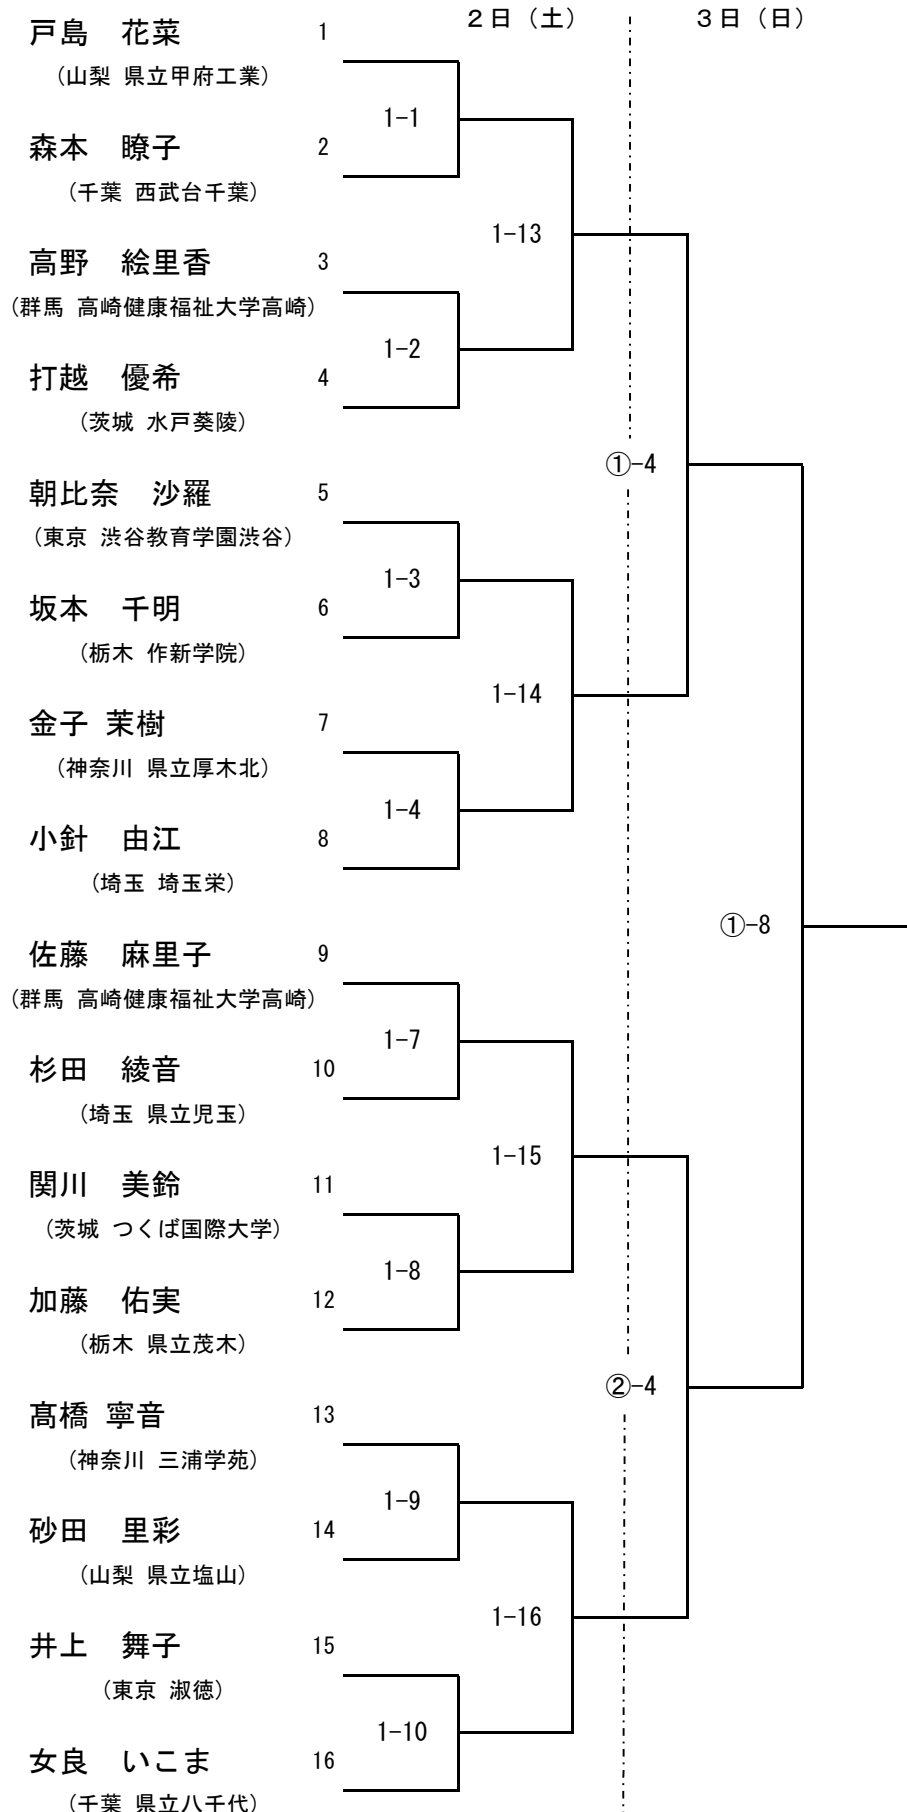 ２日（土） ３日（日）
戸島　花菜 1
（山梨 県立甲府工業）
1-1
森本　瞭子 2
（千葉 西武台千葉）
1-13
高野　絵里香 3
（群馬 高崎健康福祉大学高崎）
1-2
打越　優希 4
（茨城 水戸葵陵）
①-4
朝比奈　沙羅 5
（東京 渋谷教育学園渋谷）
1-3
坂本　千明 6
（栃木 作新学院）
1-14
金子 茉樹 7
（神奈川 県立厚木北）
1-4
小針　由江 8
（埼玉 埼玉栄）
①-8
佐藤　麻里子 9
（群馬 高崎健康福祉大学高崎）
1-7
杉田　綾音 10
（埼玉 県立児玉）
1-15
関川　美鈴 11
（茨城 つくば国際大学）
1-8
加藤　佑実 12
（栃木 県立茂木）
②-4
髙橋 寧音 13
（神奈川 三浦学苑）
1-9
砂田　里彩 14
（山梨 県立塩山）
1-16
井上　舞子 15
（東京 淑徳）
1-10
女良　いこま 16
（千葉 県立八千代）